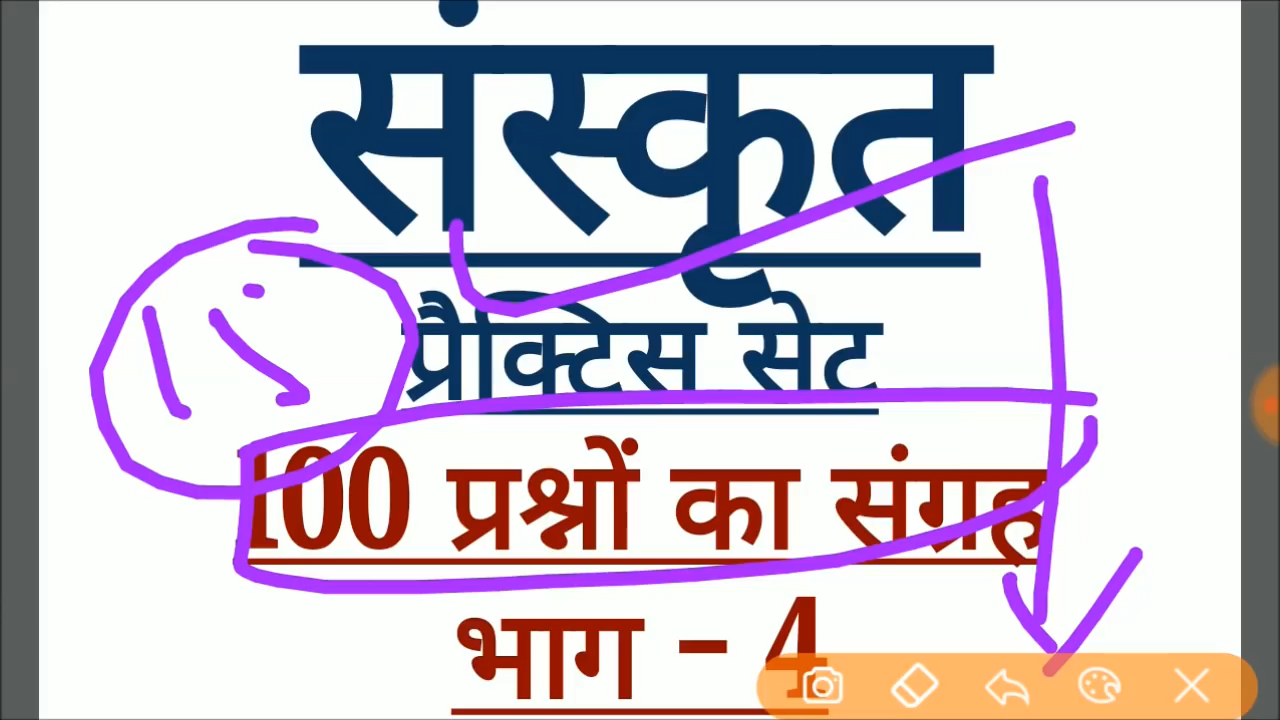 संस्कृत
प्रैक्टिस सेट
100 प्रश्नों का संग्रह
भाग - 4